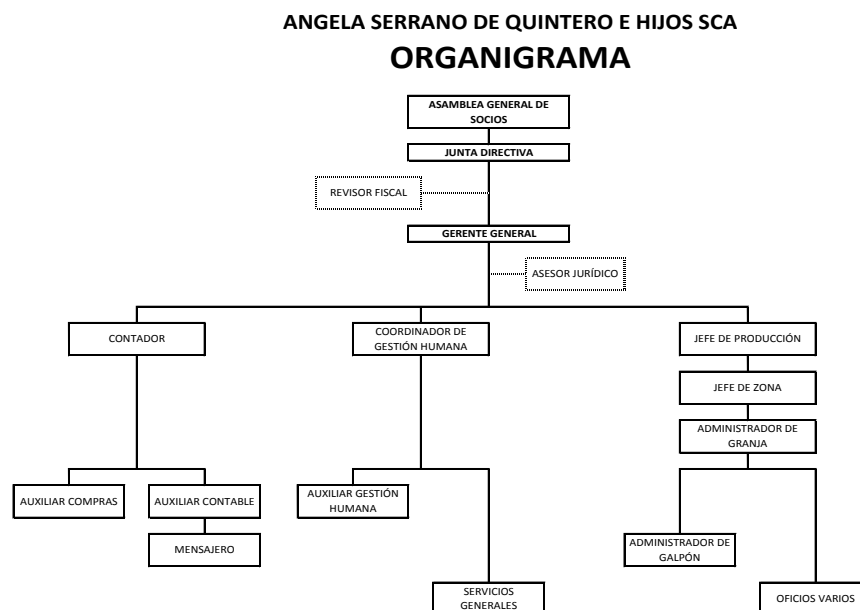 ANGELA SERRANO DE QUINTERO E HIJOS SCA
ORGANIGRAMA
ASAMBLEA GENERAL DE
SOCIOS
JUNTA DIRECTIVA
REVISOR FISCAL
GERENTE GENERAL
ASESOR JURÍDICO
CONTADOR
COORDINADOR DE
GESTIÓN HUMANA
JEFE DE PRODUCCIÓN
JEFE DE ZONA
ADMINISTRADOR DE
GRANJA
AUXILIAR COMPRAS
AUXILIAR CONTABLE
AUXILIAR GESTIÓN
HUMANA
MENSAJERO
ADMINISTRADOR DE
GALPÓN
SERVICIOS
GENERALES
OFICIOS VARIOS